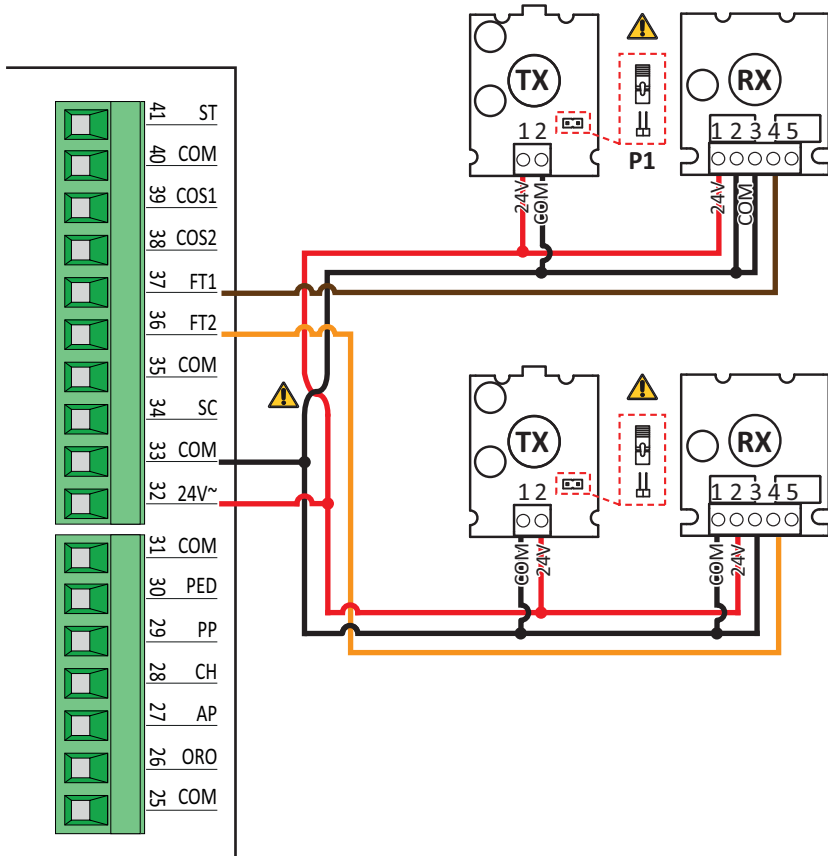 41 ST
40 COM
39 COS1
38 COS2
37 FT1
36 FT2
35 COM
34 SC
33 COM
32 24V~
31 COM
30 PED
29 PP
28 CH
27 AP
26 ORO
25 COM
TX
1 2
24V
COM
P1
RX
1 2 3 4 5
24V
COM
TX
1 2
COM
24V
RX
1 2 3 4 5
COM
24V